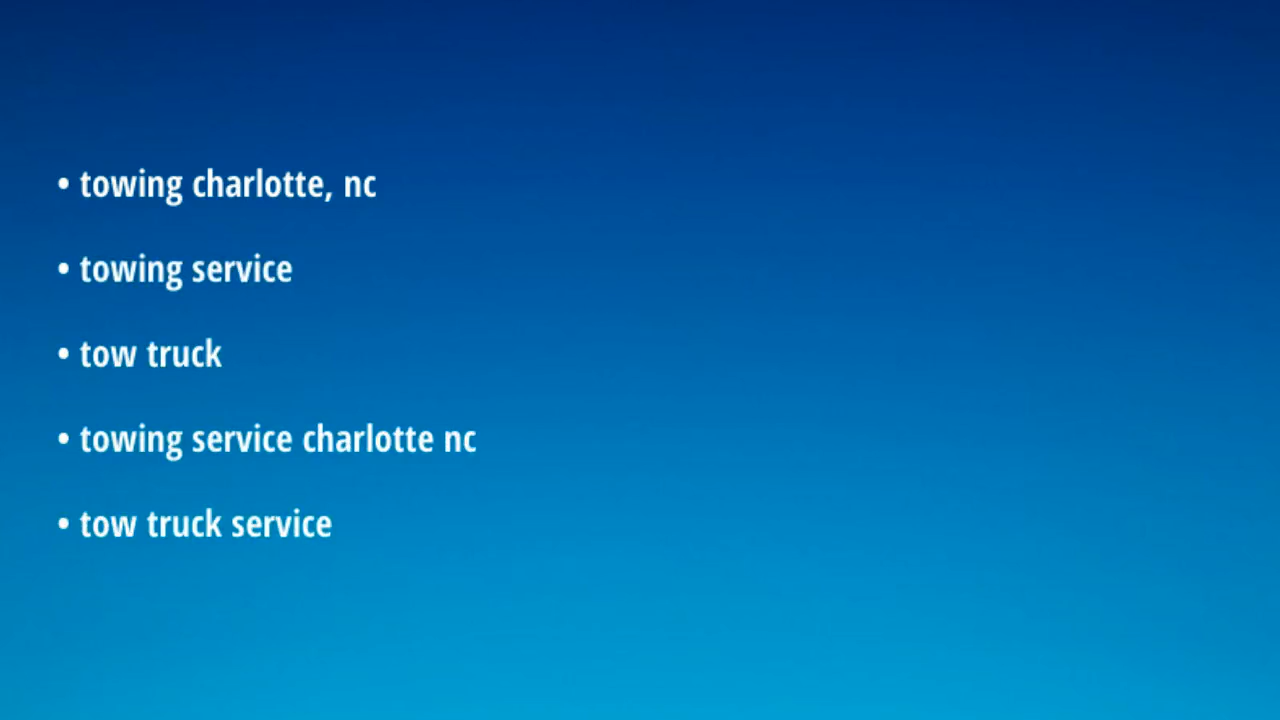 • towing charlotte, nc
• towing service
• tow truck
• towing service charlotte nc
• tow truck service